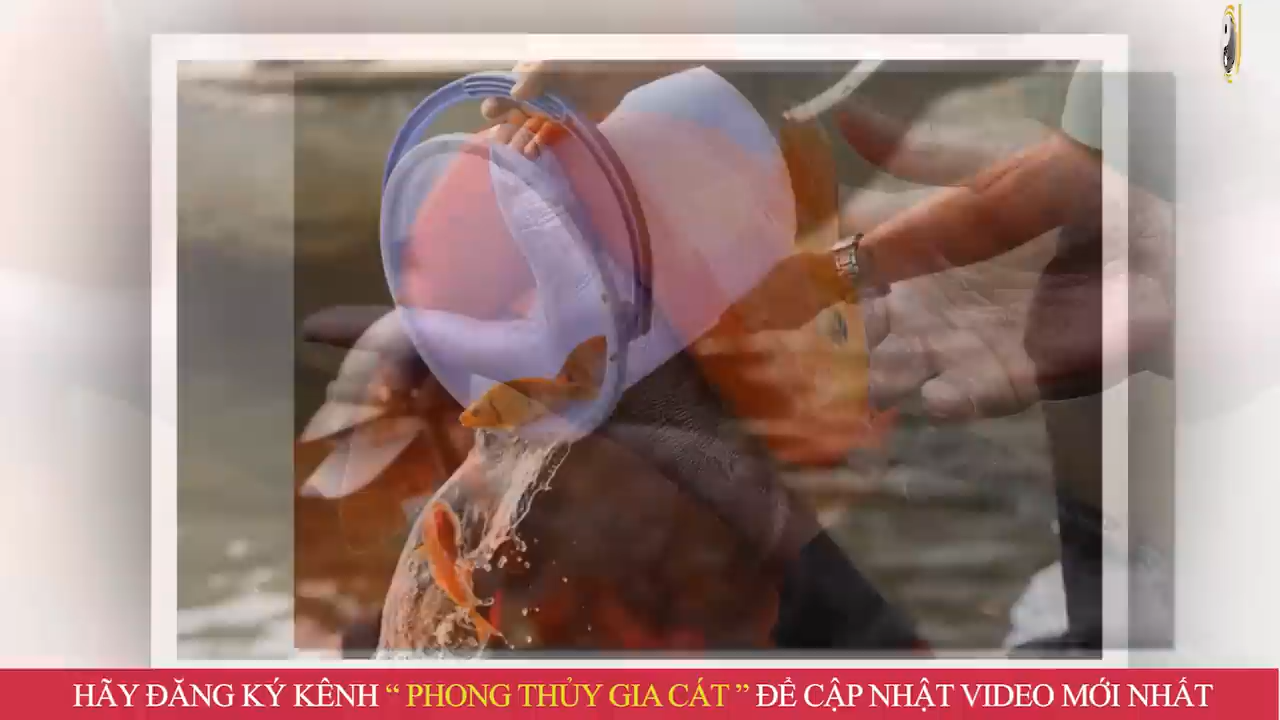 HÃY ĐĂNG KÝ KÊNH “ PHONG THỦY GIA CÁT ” ĐỂ CẬP NHẬT VIDEO MỚI NHẤT